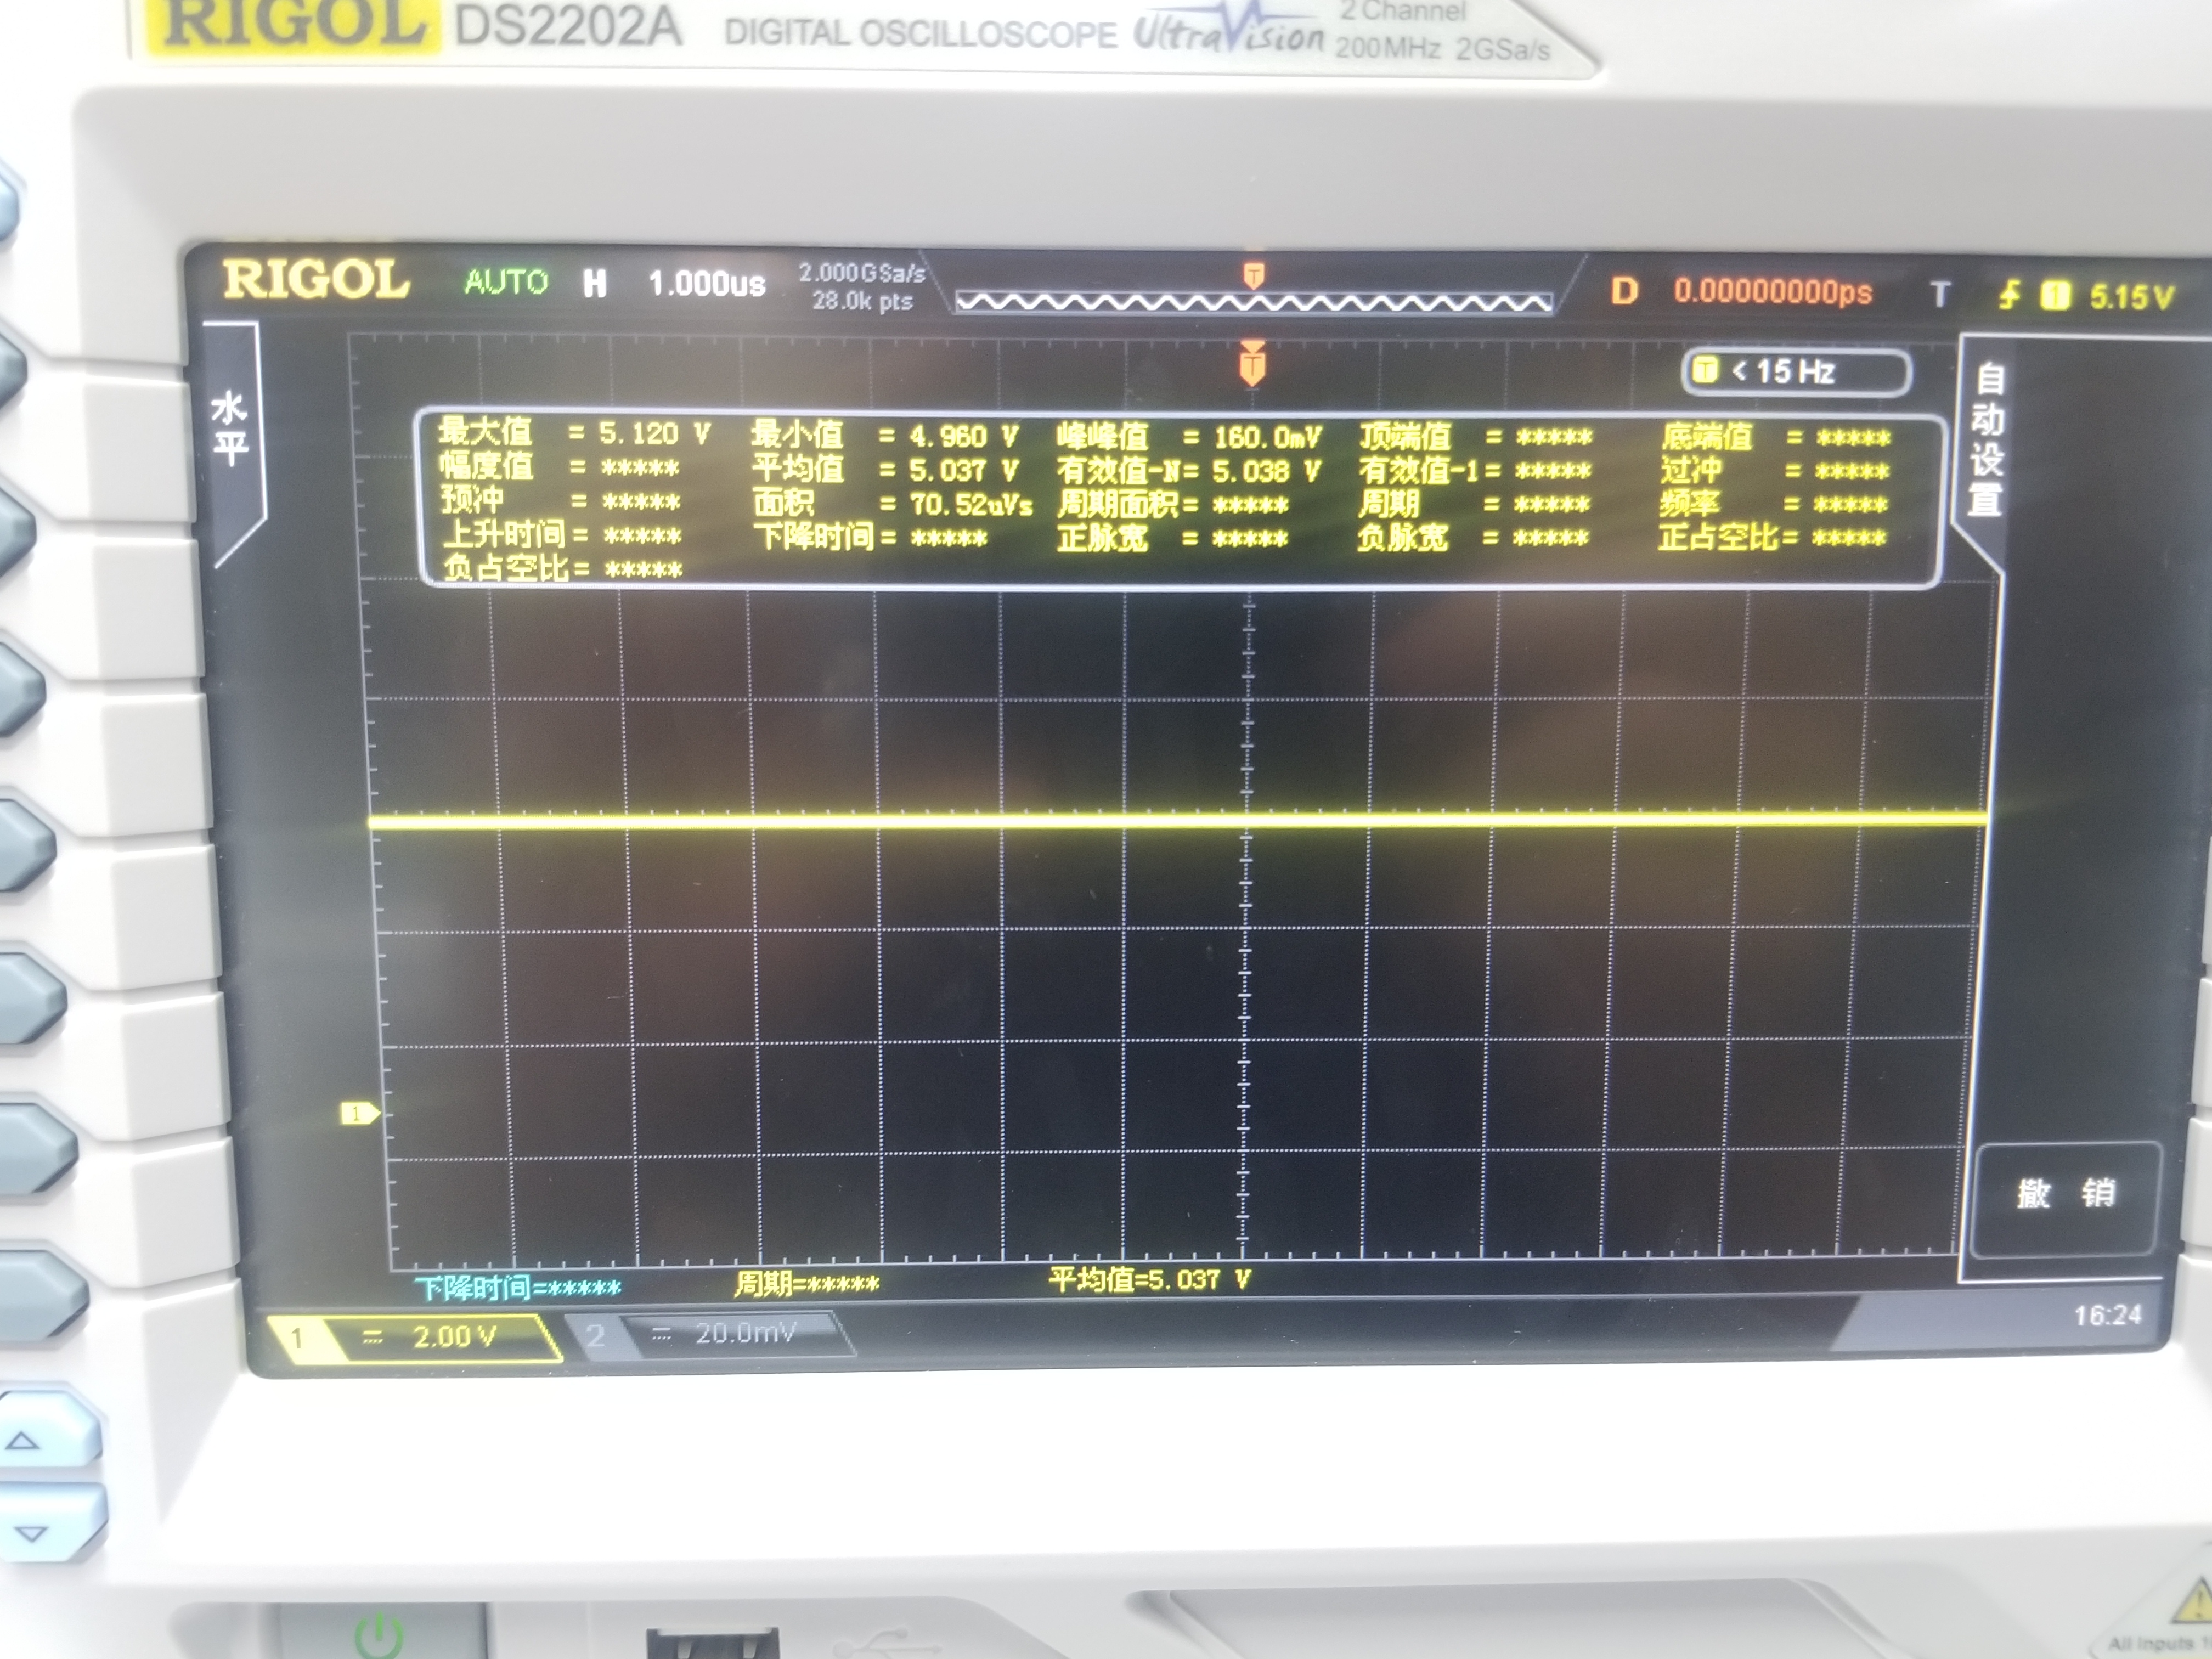 RIGOL DS2202A DIGITAL OSCILLOSCOPE UltraVision 2 Channel
200MHz 2GSa/s
RIGOL AUTO H 1.000us 2.000GSa/s 28.0k pts D 0.00000000ps T 1 5.15 V
水平
T
T
T < 15 Hz
自动设置
最大值 = 5.120 V 最小值 = 4.960 V 峰峰值 = 160.0mV 顶端值 = ***** 底端值 = *****
幅度值 = ***** 平均值 = 5.037 V 有效值-N= 5.038 V 有效值-1= ***** 过冲 = *****
预冲 = ***** 面积 = 70.52uVs 周期面积= ***** 周期 = ***** 频率 = *****
上升时间= ***** 下降时间= ***** 正脉宽 = ***** 负脉宽 = ***** 正占空比= *****
负占空比= *****
1
撤 销
下降时间=***** 周期=***** 平均值=5.037 V
1 2.00 V 2 20.0mV 16:24
All Inputs